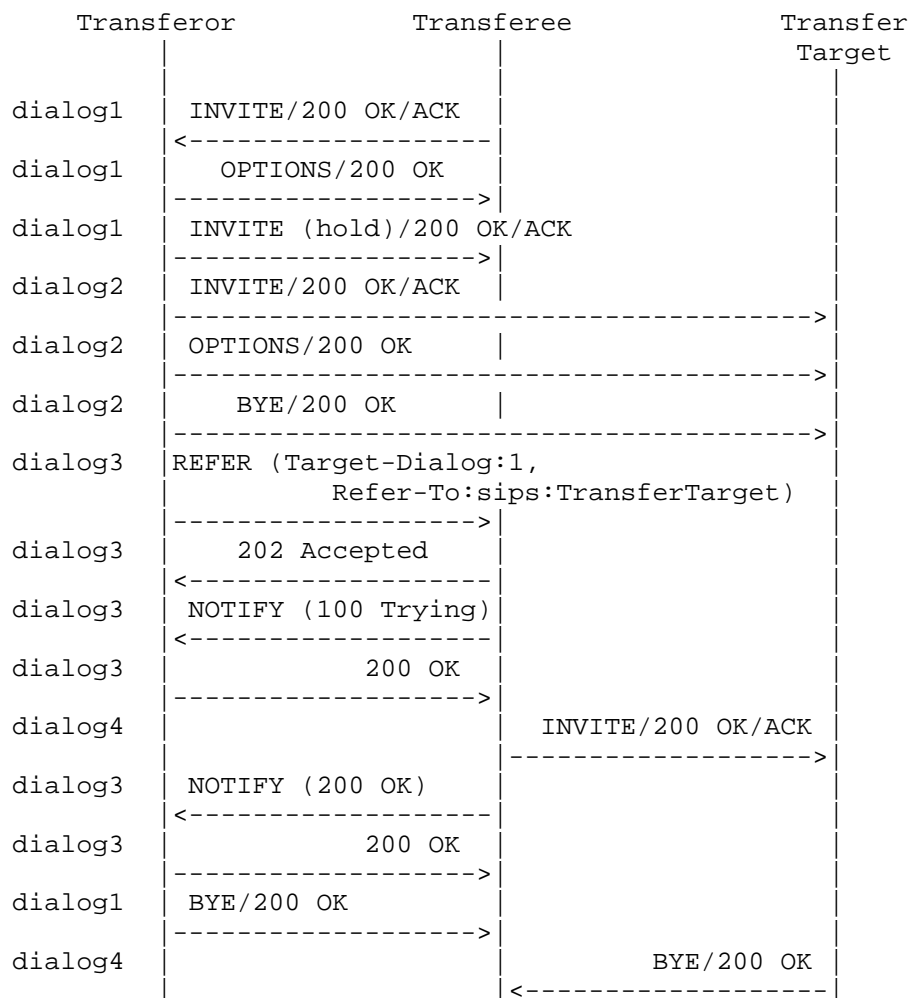 Transferor Transferee Transfer
Target
dialog1 INVITE/200 OK/ACK
dialog1 OPTIONS/200 OK
dialog1 INVITE (hold)/200 OK/ACK
dialog2 INVITE/200 OK/ACK
dialog2 OPTIONS/200 OK
dialog2 BYE/200 OK
dialog3 REFER (Target-Dialog:1,
Refer-To:sips:TransferTarget)
dialog3 202 Accepted
dialog3 NOTIFY (100 Trying)
dialog3 200 OK
dialog4 INVITE/200 OK/ACK
dialog3 NOTIFY (200 OK)
dialog3 200 OK
dialog1 BYE/200 OK
dialog4 BYE/200 OK